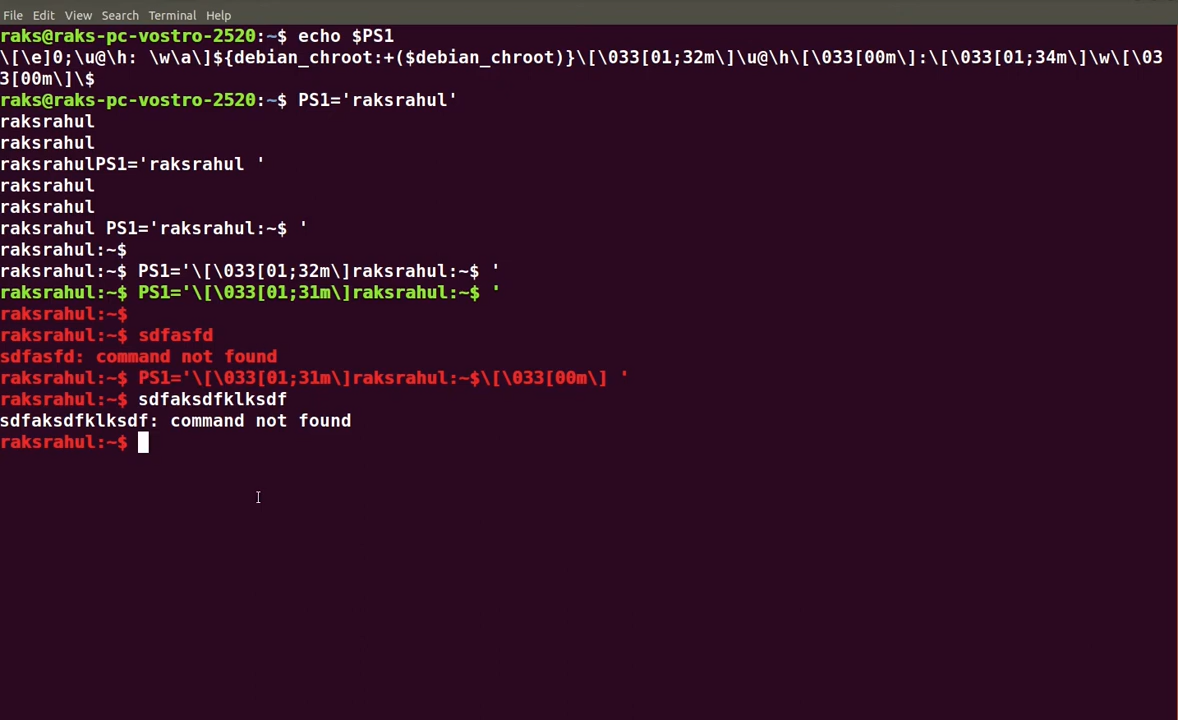 File Edit View Search Terminal Help
raks@raks-pc-vostro-2520:~$ echo $PS1
\[\e]0;\u@\h: \w\a\]${debian_chroot:+($debian_chroot)}\[\033[01;32m\]\u@\h\[\033[00m\]:\[\033[01;34m\]\w\[\03
3[00m\]\$
raks@raks-pc-vostro-2520:~$ PS1='raksrahul'
raksrahul
raksrahul
raksrahulPS1='raksrahul '
raksrahul
raksrahul
raksrahul PS1='raksrahul:~$ '
raksrahul:~$
raksrahul:~$ PS1='\[\033[01;32m\]raksrahul:~$ '
raksrahul:~$ PS1='\[\033[01;31m\]raksrahul:~$ '
raksrahul:~$
raksrahul:~$ sdfasfd
sdfasfd: command not found
raksrahul:~$ PS1='\[\033[01;31m\]raksrahul:~$\[\033[00m\] '
raksrahul:~$ sdfaksdfklksdf
sdfaksdfklksdf: command not found
raksrahul:~$